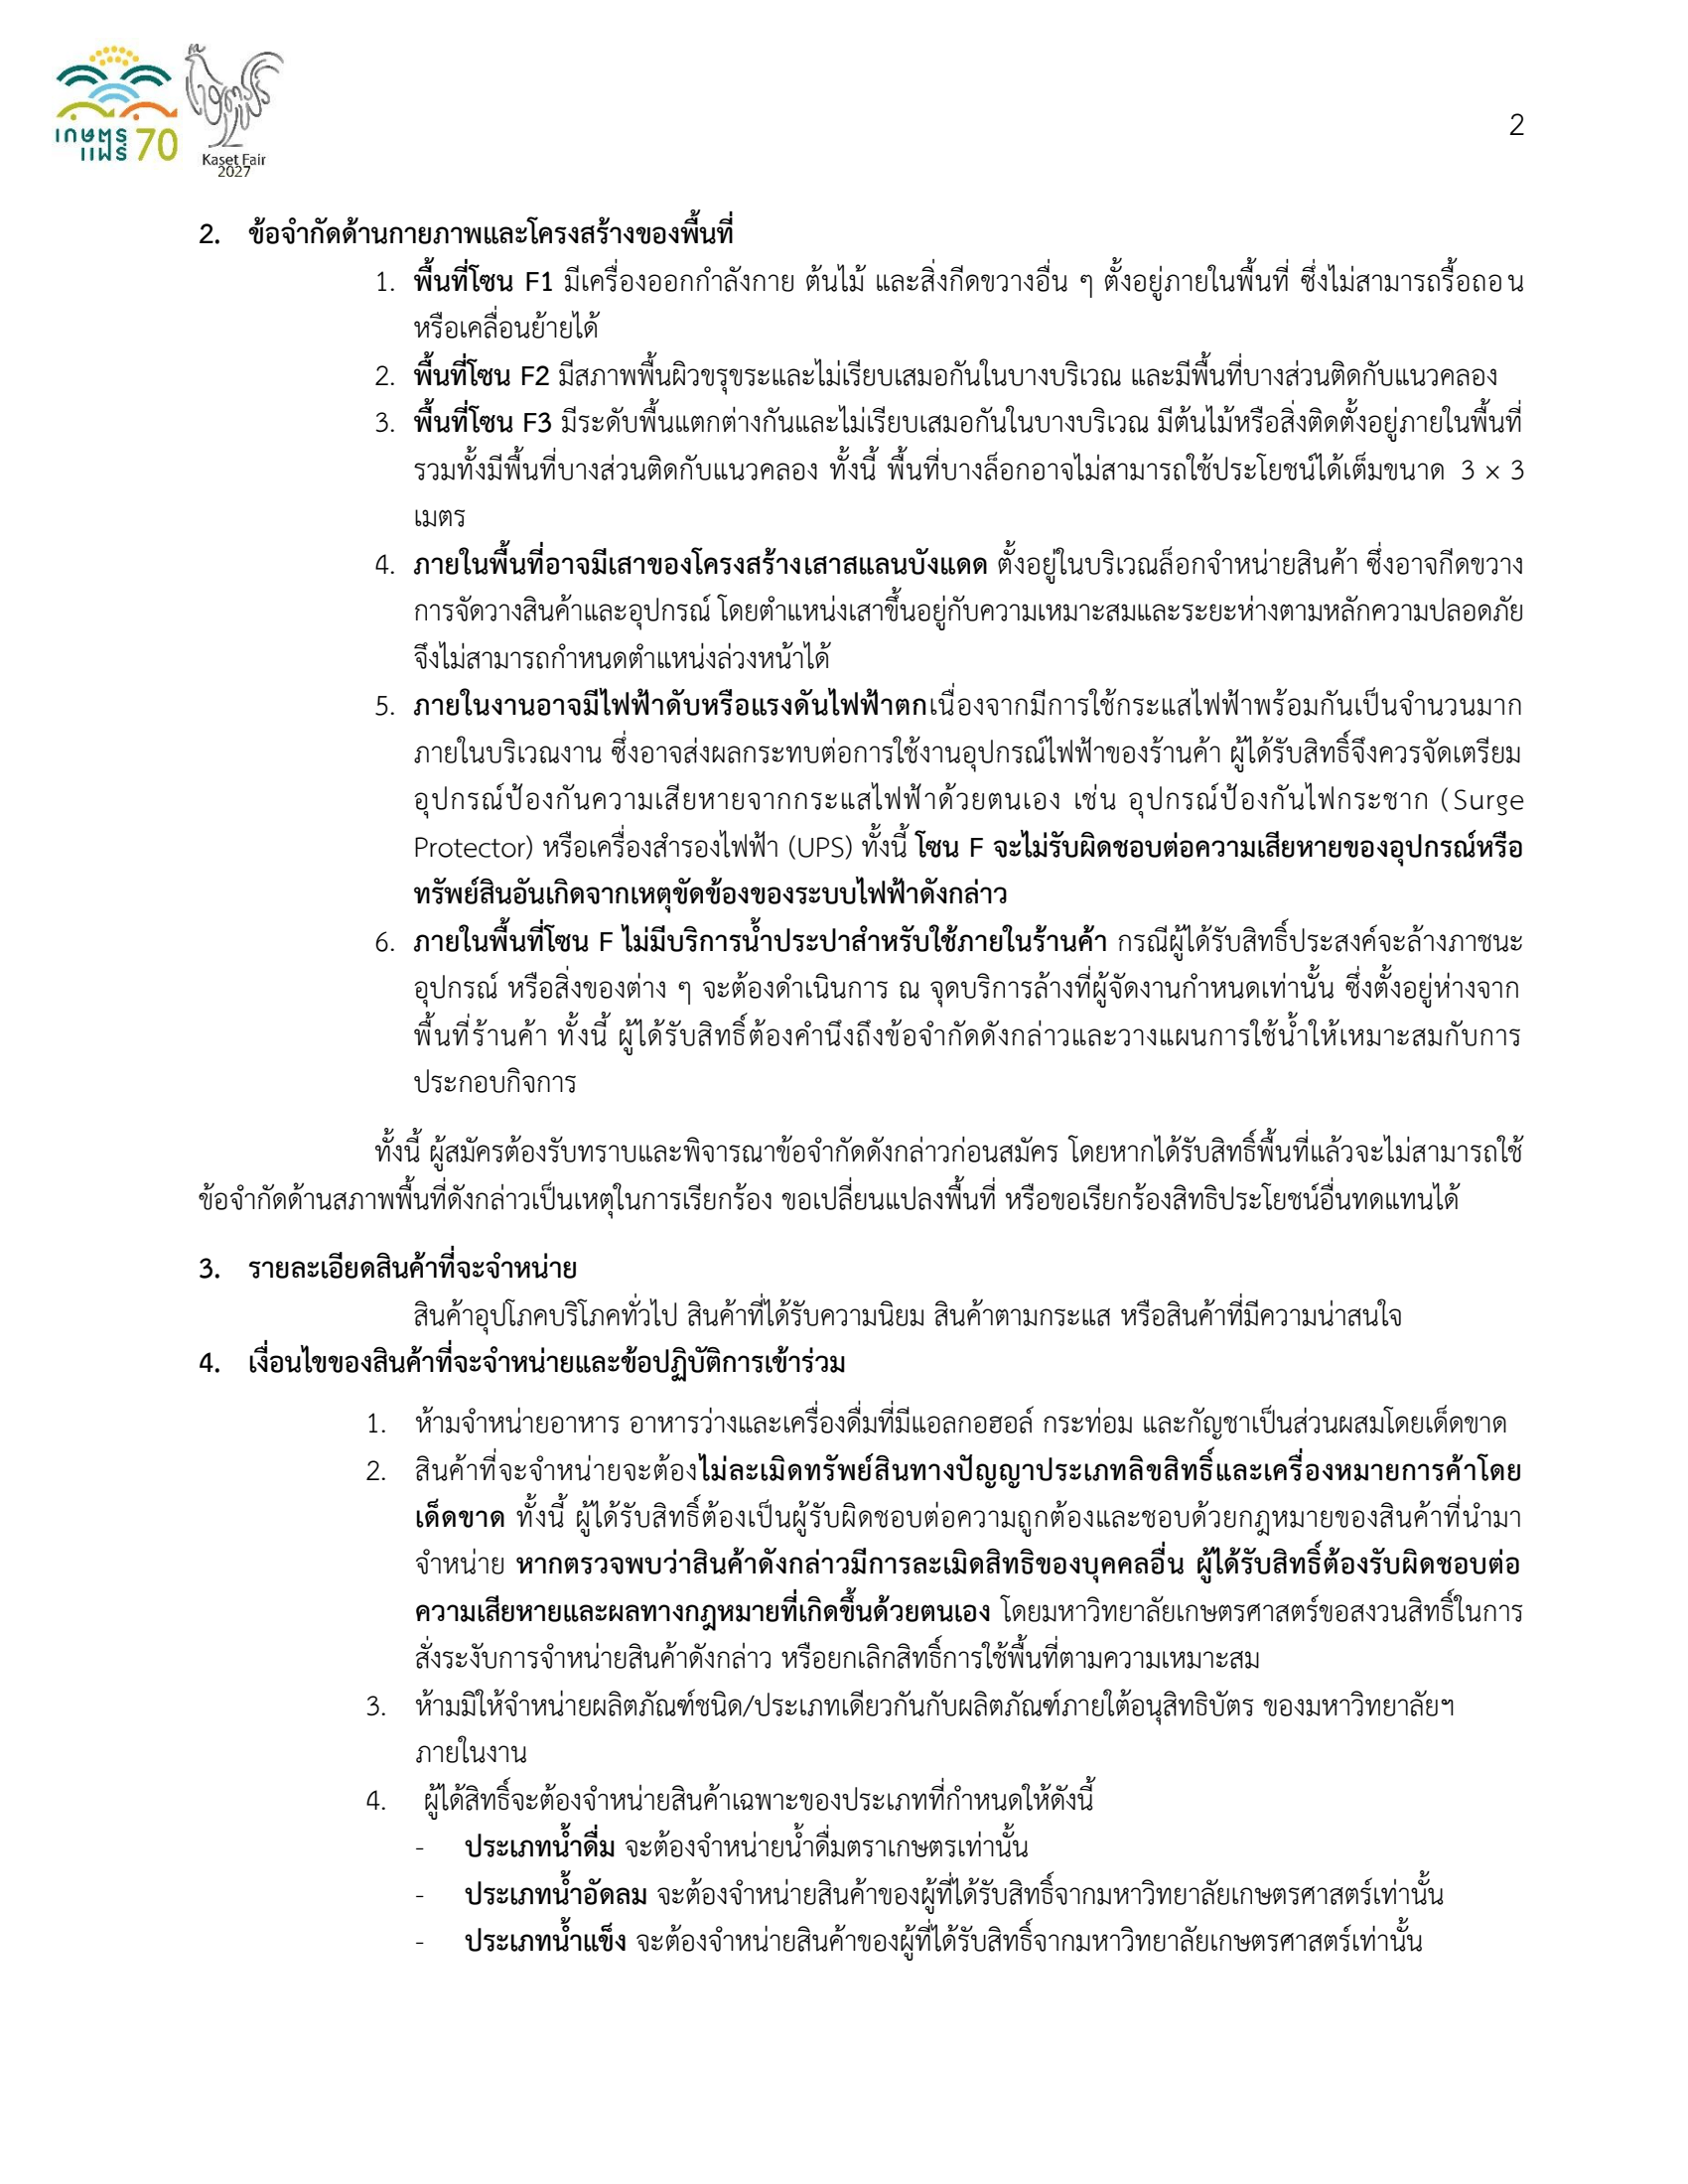 เกษตร
แฟร์ 70
Kaset Fair
2027
2
2. ข้อจำกัดด้านกายภาพและโครงสร้างของพื้นที่
1. พื้นที่โซน F1 มีเครื่องออกกำลังกาย ต้นไม้ และสิ่งกีดขวางอื่น ๆ ตั้งอยู่ภายในพื้นที่ ซึ่งไม่สามารถรื้อถอน
หรือเคลื่อนย้ายได้
2. พื้นที่โซน F2 มีสภาพพื้นผิวขรุขระและไม่เรียบเสมอกันในบางบริเวณ และมีพื้นที่บางส่วนติดกับแนวคลอง
3. พื้นที่โซน F3 มีระดับพื้นแตกต่างกันและไม่เรียบเสมอกันในบางบริเวณ มีต้นไม้หรือสิ่งติดตั้งอยู่ภายในพื้นที่
รวมทั้งมีพื้นที่บางส่วนติดกับแนวคลอง ทั้งนี้ พื้นที่บางล็อกอาจไม่สามารถใช้ประโยชน์ได้เต็มขนาด 3 × 3
เมตร
4. ภายในพื้นที่อาจมีเสาของโครงสร้างเสาสแลนบังแดด ตั้งอยู่ในบริเวณล็อกจำหน่ายสินค้า ซึ่งอาจกีดขวาง
การจัดวางสินค้าและอุปกรณ์ โดยตำแหน่งเสาขึ้นอยู่กับความเหมาะสมและระยะห่างตามหลักความปลอดภัย
จึงไม่สามารถกำหนดตำแหน่งล่วงหน้าได้
5. ภายในงานอาจมีไฟฟ้าดับหรือแรงดันไฟฟ้าตกเนื่องจากมีการใช้กระแสไฟฟ้าพร้อมกันเป็นจำนวนมาก
ภายในบริเวณงาน ซึ่งอาจส่งผลกระทบต่อการใช้งานอุปกรณ์ไฟฟ้าของร้านค้า ผู้ได้รับสิทธิ์จึงควรจัดเตรียม
อุปกรณ์ป้องกันความเสียหายจากกระแสไฟฟ้าด้วยตนเอง เช่น อุปกรณ์ป้องกันไฟกระชาก (Surge
Protector) หรือเครื่องสำรองไฟฟ้า (UPS) ทั้งนี้ โซน F จะไม่รับผิดชอบต่อความเสียหายของอุปกรณ์หรือ
ทรัพย์สินอันเกิดจากเหตุขัดข้องของระบบไฟฟ้าดังกล่าว
6. ภายในพื้นที่โซน F ไม่มีบริการน้ำประปาสำหรับใช้ภายในร้านค้า กรณีผู้ได้รับสิทธิ์ประสงค์จะล้างภาชนะ
อุปกรณ์ หรือสิ่งของต่าง ๆ จะต้องดำเนินการ ณ จุดบริการล้างที่ผู้จัดงานกำหนดเท่านั้น ซึ่งตั้งอยู่ห่างจาก
พื้นที่ร้านค้า ทั้งนี้ ผู้ได้รับสิทธิ์ต้องคำนึงถึงข้อจำกัดดังกล่าวและวางแผนการใช้น้ำให้เหมาะสมกับการ
ประกอบกิจการ
ทั้งนี้ ผู้สมัครต้องรับทราบและพิจารณาข้อจำกัดดังกล่าวก่อนสมัคร โดยหากได้รับสิทธิ์พื้นที่แล้วจะไม่สามารถใช้
ข้อจำกัดด้านสภาพพื้นที่ดังกล่าวเป็นเหตุในการเรียกร้อง ขอเปลี่ยนแปลงพื้นที่ หรือขอเรียกร้องสิทธิประโยชน์อื่นทดแทนได้
3. รายละเอียดสินค้าที่จะจำหน่าย
สินค้าอุปโภคบริโภคทั่วไป สินค้าที่ได้รับความนิยม สินค้าตามกระแส หรือสินค้าที่มีความน่าสนใจ
4. เงื่อนไขของสินค้าที่จะจำหน่ายและข้อปฏิบัติการเข้าร่วม
1. ห้ามจำหน่ายอาหาร อาหารว่างและเครื่องดื่มที่มีแอลกอฮอล์ กระท่อม และกัญชาเป็นส่วนผสมโดยเด็ดขาด
2. สินค้าที่จะจำหน่ายจะต้องไม่ละเมิดทรัพย์สินทางปัญญาประเภทลิขสิทธิ์และเครื่องหมายการค้าโดย
เด็ดขาด ทั้งนี้ ผู้ได้รับสิทธิ์ต้องเป็นผู้รับผิดชอบต่อความถูกต้องและชอบด้วยกฎหมายของสินค้าที่นำมา
จำหน่าย หากตรวจพบว่าสินค้าดังกล่าวมีการละเมิดสิทธิของบุคคลอื่น ผู้ได้รับสิทธิ์ต้องรับผิดชอบต่อ
ความเสียหายและผลทางกฎหมายที่เกิดขึ้นด้วยตนเอง โดยมหาวิทยาลัยเกษตรศาสตร์ขอสงวนสิทธิ์ในการ
สั่งระงับการจำหน่ายสินค้าดังกล่าว หรือยกเลิกสิทธิ์การใช้พื้นที่ตามความเหมาะสม
3. ห้ามมิให้จำหน่ายผลิตภัณฑ์ชนิด/ประเภทเดียวกันกับผลิตภัณฑ์ภายใต้อนุสิทธิบัตร ของมหาวิทยาลัยฯ
ภายในงาน
4. ผู้ได้สิทธิ์จะต้องจำหน่ายสินค้าเฉพาะของประเภทที่กำหนดให้ดังนี้
- ประเภทน้ำดื่ม จะต้องจำหน่ายน้ำดื่มตราเกษตรเท่านั้น
- ประเภทน้ำอัดลม จะต้องจำหน่ายสินค้าของผู้ที่ได้รับสิทธิ์จากมหาวิทยาลัยเกษตรศาสตร์เท่านั้น
- ประเภทน้ำแข็ง จะต้องจำหน่ายสินค้าของผู้ที่ได้รับสิทธิ์จากมหาวิทยาลัยเกษตรศาสตร์เท่านั้น